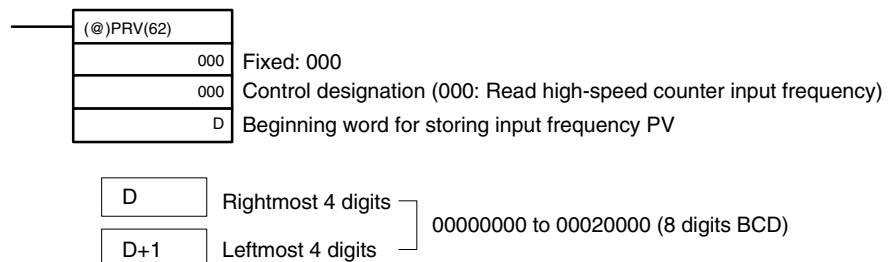 (@)PRV(62)
000 Fixed: 000
000 Control designation (000: Read high-speed counter input frequency)
D Beginning word for storing input frequency PV
D Rightmost 4 digits
00000000 to 00020000 (8 digits BCD)
D+1 Leftmost 4 digits